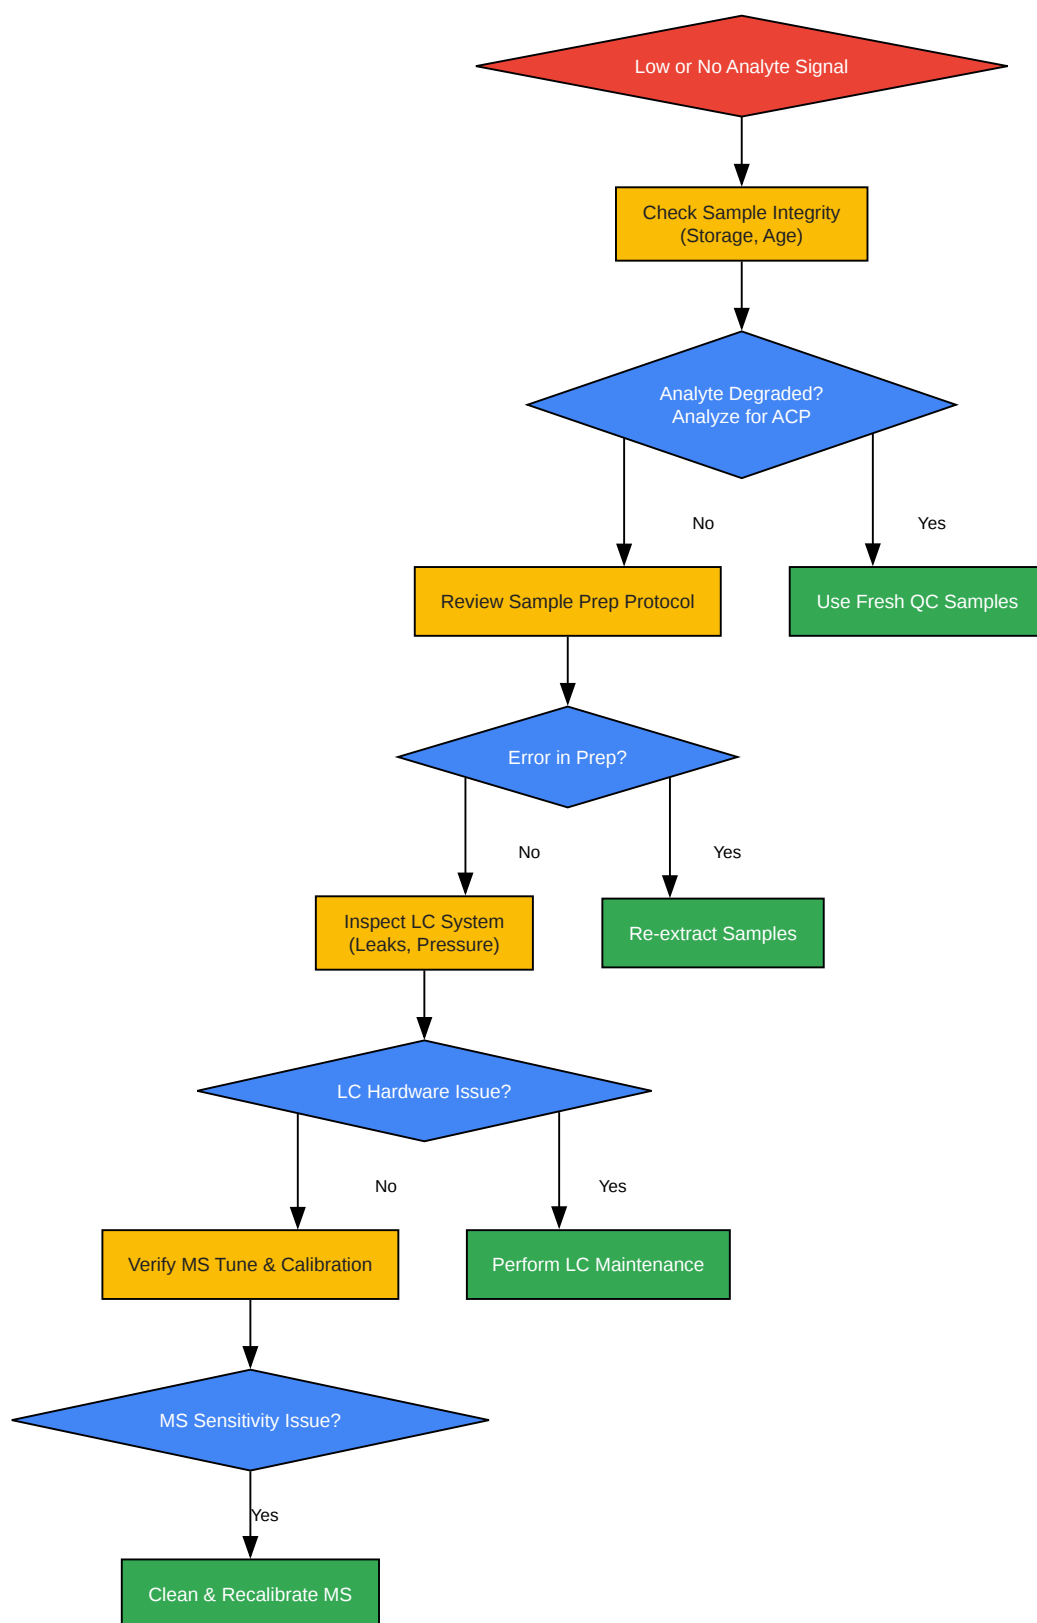 Low or No Analyte Signal
Check Sample Integrity
(Storage, Age)
Analyte Degraded?
Analyze for ACP
No
Yes
Review Sample Prep Protocol
Use Fresh QC Samples
Error in Prep?
No
Yes
Inspect LC System
(Leaks, Pressure)
Re-extract Samples
LC Hardware Issue?
No
Yes
Verify MS Tune & Calibration
Perform LC Maintenance
MS Sensitivity Issue?
Yes
Clean & Recalibrate MS